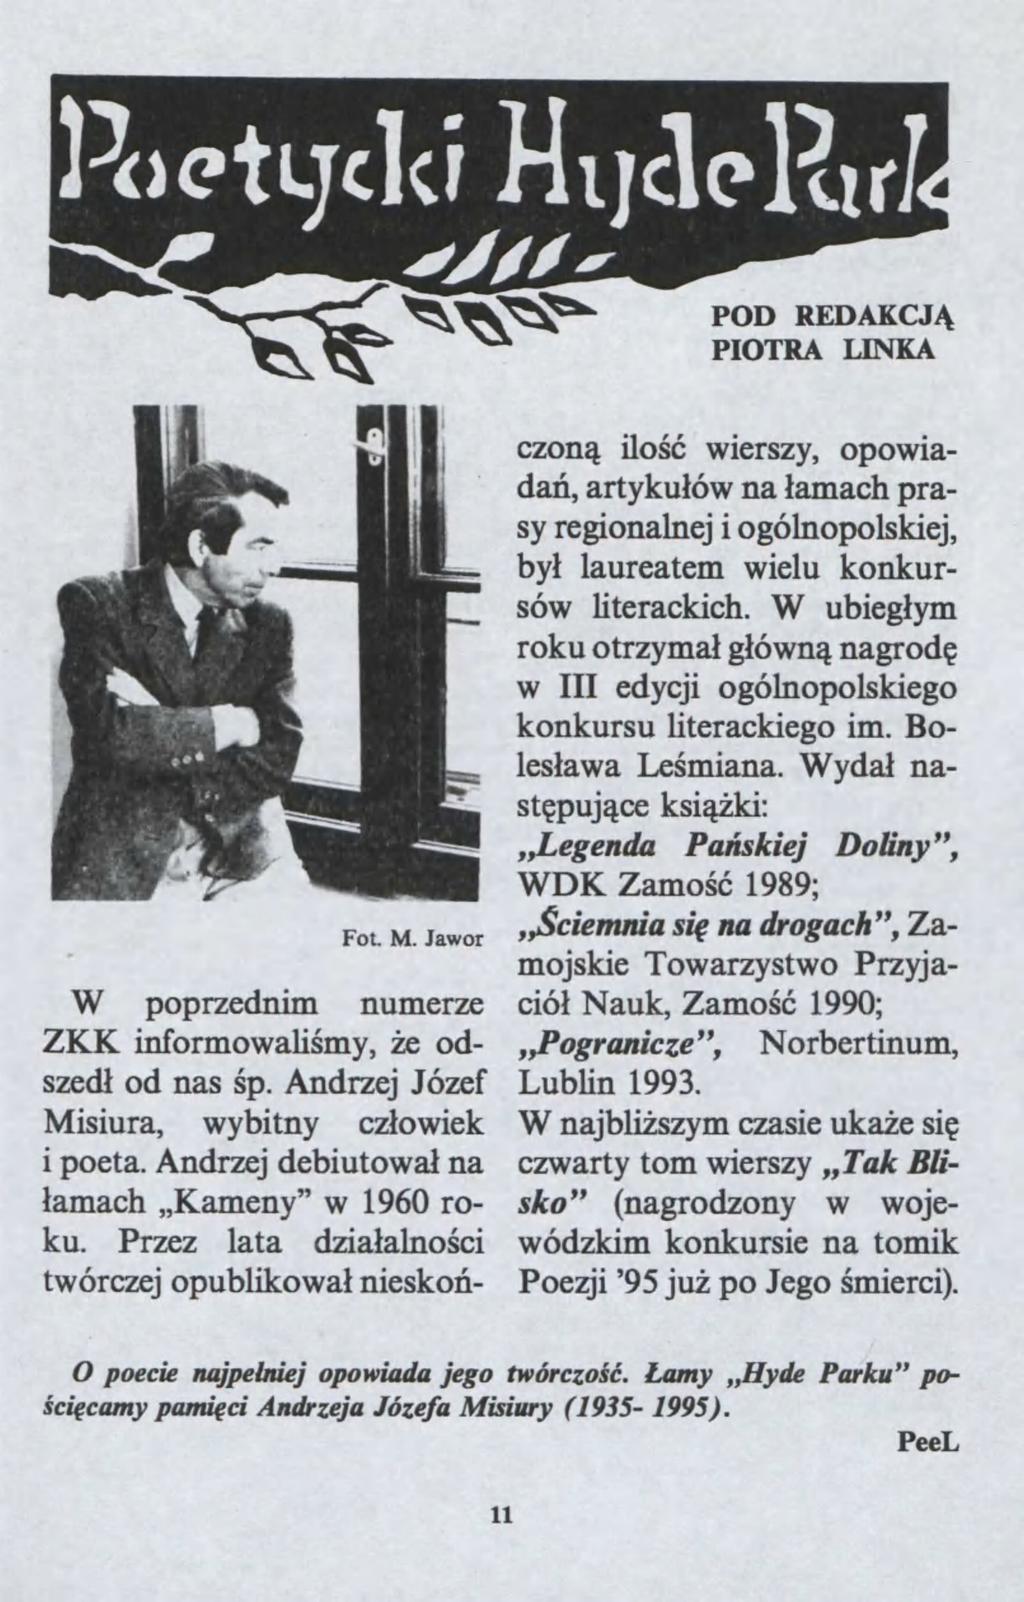 Poetycki Hyde Park
POD REDAKCJĄ
PIOTRA LINKA
Fot. M. Jawor
W poprzednim numerze
ZKK informowaliśmy, że od-
szedł od nas śp. Andrzej Józef
Misiura, wybitny człowiek
i poeta. Andrzej debiutował na
łamach „Kameny” w 1960 ro-
ku. Przez lata działalności
twórczej opublikował nieskoń-
czoną ilość wierszy, opowia-
dań, artykułów na łamach pra-
sy regionalnej i ogólnopolskiej,
był laureatem wielu konkur-
sów literackich. W ubiegłym
roku otrzymał główną nagrodę
w III edycji ogólnopolskiego
konkursu literackiego im. Bo-
lesława Leśmiana. Wydał na-
stępujące książki:
„Legenda Pańskiej Doliny”,
WDK Zamość 1989;
„Ściemnia się na drogach”, Za-
mojskie Towarzystwo Przyja-
ciół Nauk, Zamość 1990;
„Pogranicze”, Norbertinum,
Lublin 1993.
W najbliższym czasie ukaże się
czwarty tom wierszy „Tak Bli-
sko” (nagrodzony w woje-
wódzkim konkursie na tomik
Poezji ’95 już po Jego śmierci).
O poecie najpełniej opowiada jego twórczość. Łamy „Hyde Parku” po-
ścięcamy pamięci Andrzeja Józefa Misiury (1935- 1995).
PeeL
11